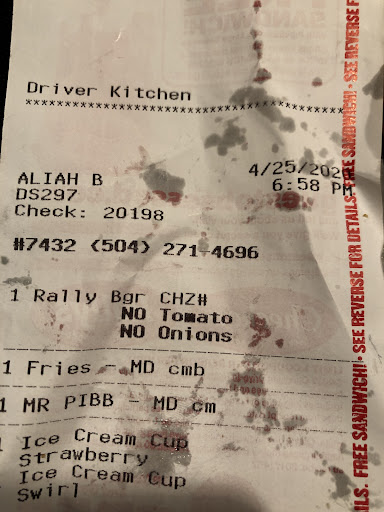 Driver Kitchen
****************************************
ALIAH B
4/25/202
DS297
6:58 PM
Check: 20198
#7432 (504) 271-4696
1 Rally Bgr CHZ#
NO Tomato
NO Onions
1 Fries - MD cmb
1 MR PIBB - MD cm
1 Ice Cream Cup
Strawberry
Ice Cream Cup
Swirl
ILS. FREE SANDWICH! • SEE REVERSE FOR DETAILS. FREE SANDWICH! • SEE REVERSE F